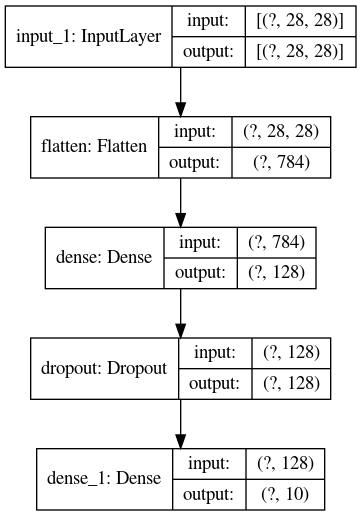 input_1: InputLayer
input: [(?, 28, 28)]
output: [(?, 28, 28)]
flatten: Flatten
input: (?, 28, 28)
output: (?, 784)
dense: Dense
input: (?, 784)
output: (?, 128)
dropout: Dropout
input: (?, 128)
output: (?, 128)
dense_1: Dense
input: (?, 128)
output: (?, 10)